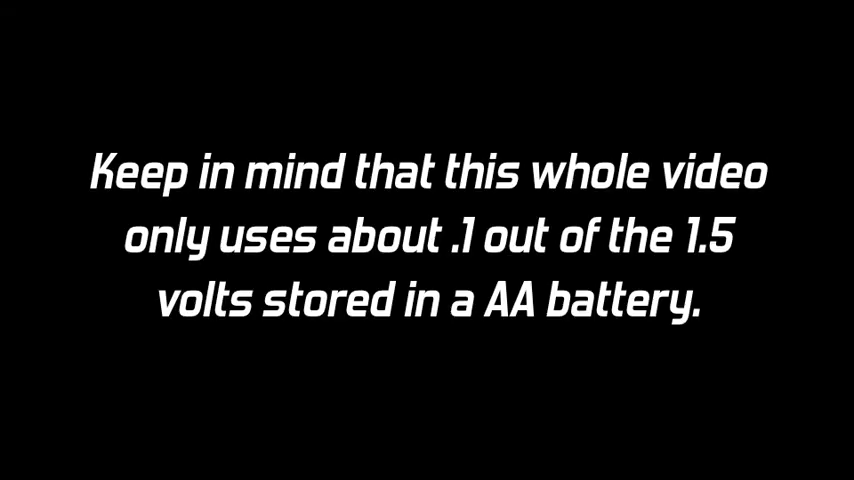 Keep in mind that this whole video
only uses about .1 out of the 1.5
volts stored in a AA battery.